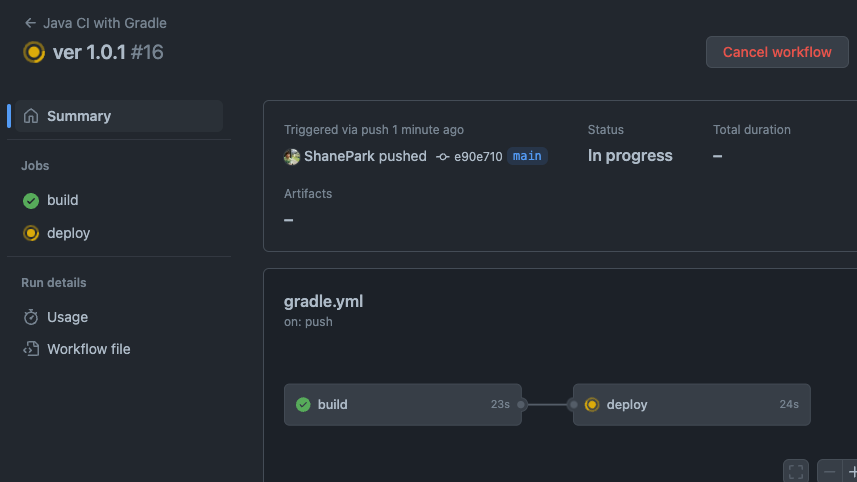 Java CI with Gradle
ver 1.0.1 #16
Cancel workflow
Summary
Jobs
build
deploy
Run details
Usage
Workflow file
Triggered via push 1 minute ago
ShanePark pushed e90e710 main
Status
In progress
Total duration
–
Artifacts
–
gradle.yml
on: push
build 23s
deploy 24s